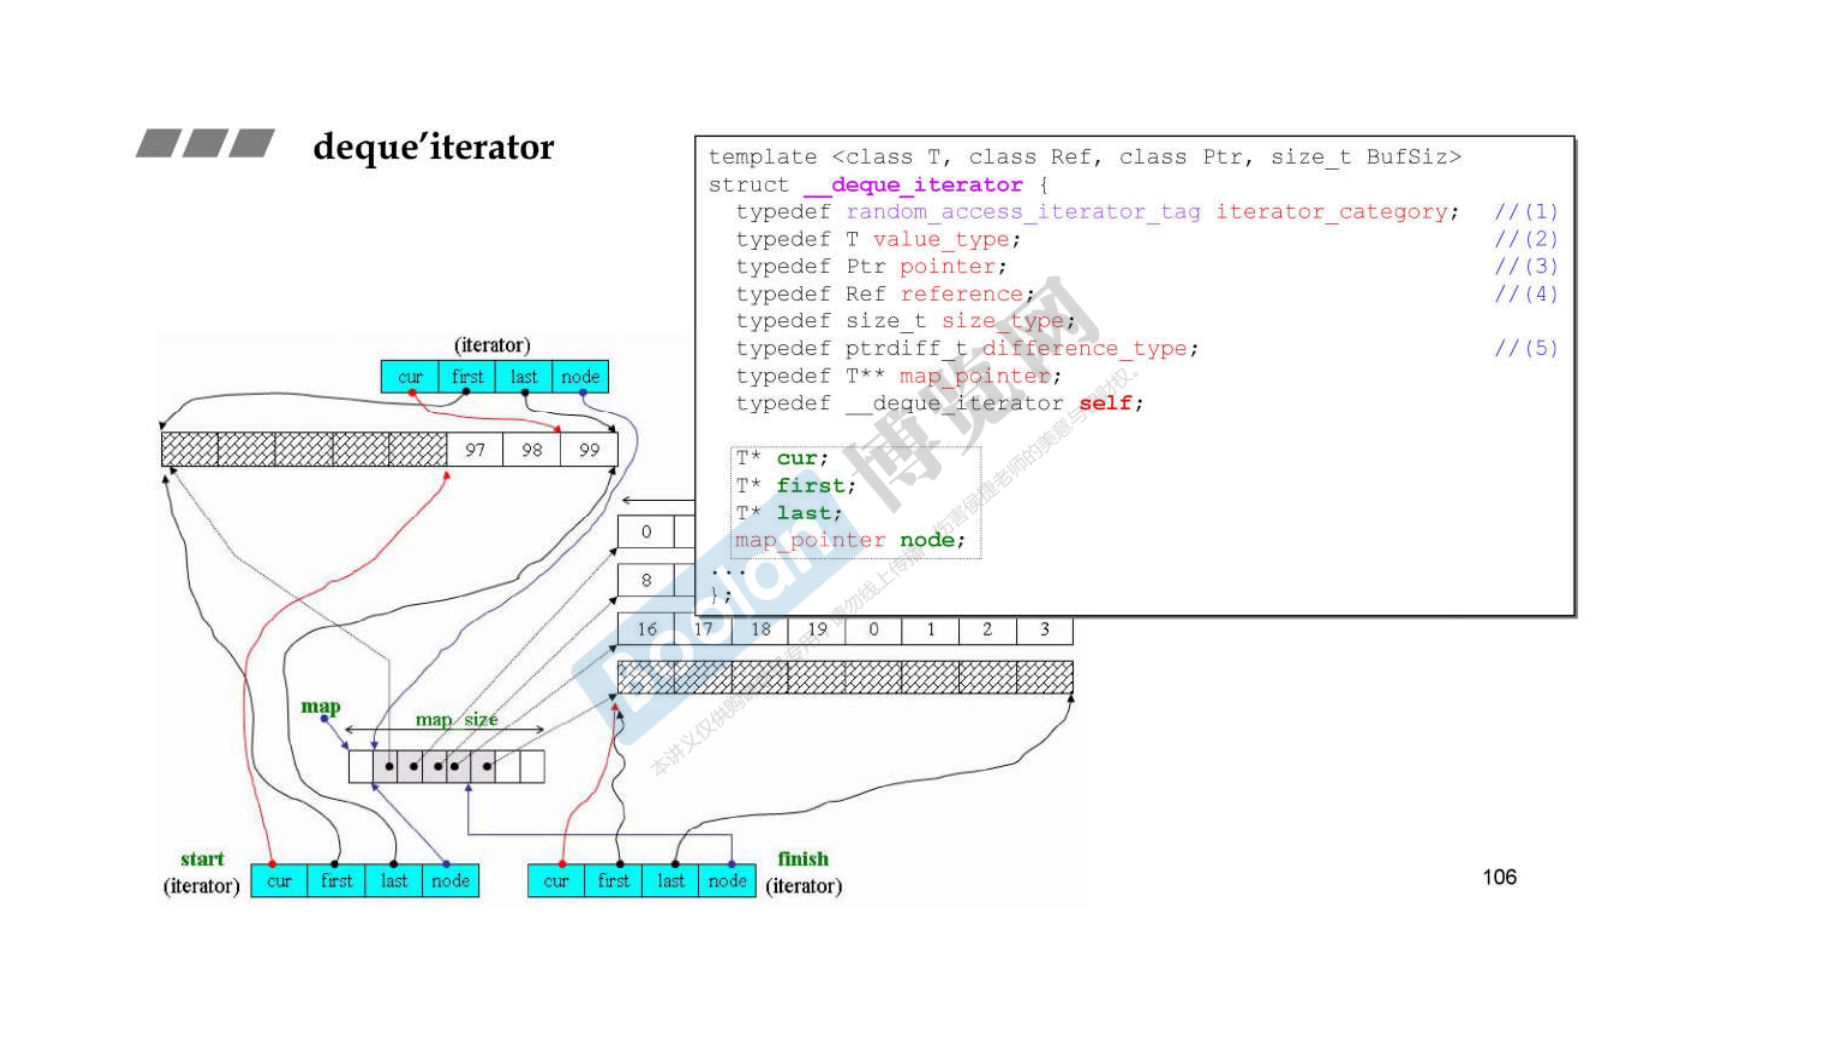 deque’iterator
template <class T, class Ref, class Ptr, size_t BufSiz>
struct __deque_iterator {
typedef random_access_iterator_tag iterator_category; //(1)
typedef T value_type; //(2)
typedef Ptr pointer; //(3)
typedef Ref reference; //(4)
typedef size_t size_type;
typedef ptrdiff_t difference_type; //(5)
typedef T** map_pointer;
typedef __deque_iterator self;
T* cur;
T* first;
T* last;
map_pointer node;
...
};
(iterator)
cur first last node
97 98 99
0
8
16 17 18 19 0 1 2 3
map
map_size
start
(iterator)
cur first last node
cur first last node
finish
(iterator)
106
Boolan
博览网